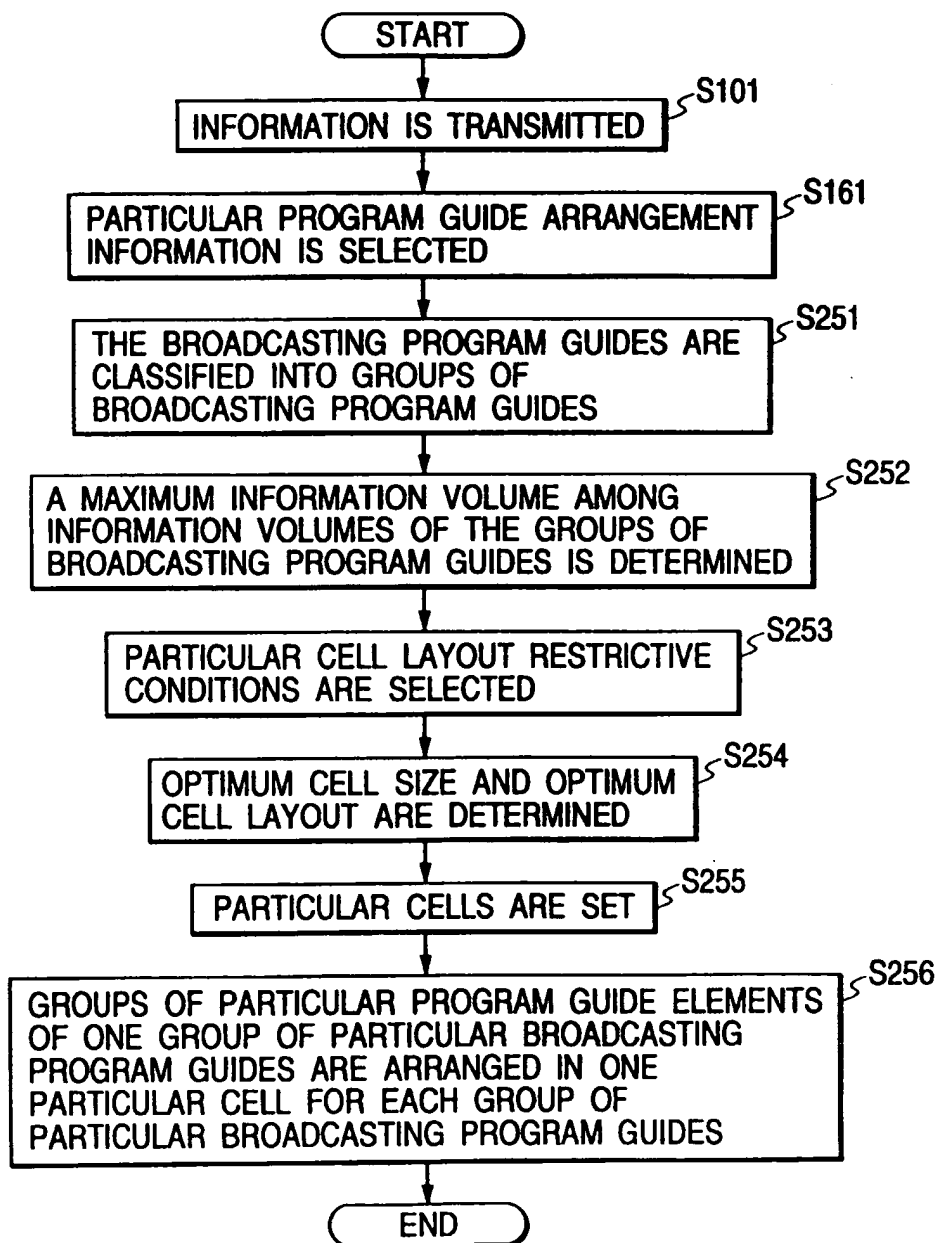 START
S101
INFORMATION IS TRANSMITTED
S161
PARTICULAR PROGRAM GUIDE ARRANGEMENT
INFORMATION IS SELECTED
S251
THE BROADCASTING PROGRAM GUIDES ARE
CLASSIFIED INTO GROUPS OF
BROADCASTING PROGRAM GUIDES
S252
A MAXIMUM INFORMATION VOLUME AMONG
INFORMATION VOLUMES OF THE GROUPS OF
BROADCASTING PROGRAM GUIDES IS DETERMINED
S253
PARTICULAR CELL LAYOUT RESTRICTIVE
CONDITIONS ARE SELECTED
S254
OPTIMUM CELL SIZE AND OPTIMUM
CELL LAYOUT ARE DETERMINED
S255
PARTICULAR CELLS ARE SET
S256
GROUPS OF PARTICULAR PROGRAM GUIDE ELEMENTS
OF ONE GROUP OF PARTICULAR BROADCASTING
PROGRAM GUIDES ARE ARRANGED IN ONE
PARTICULAR CELL FOR EACH GROUP OF
PARTICULAR BROADCASTING PROGRAM GUIDES
END